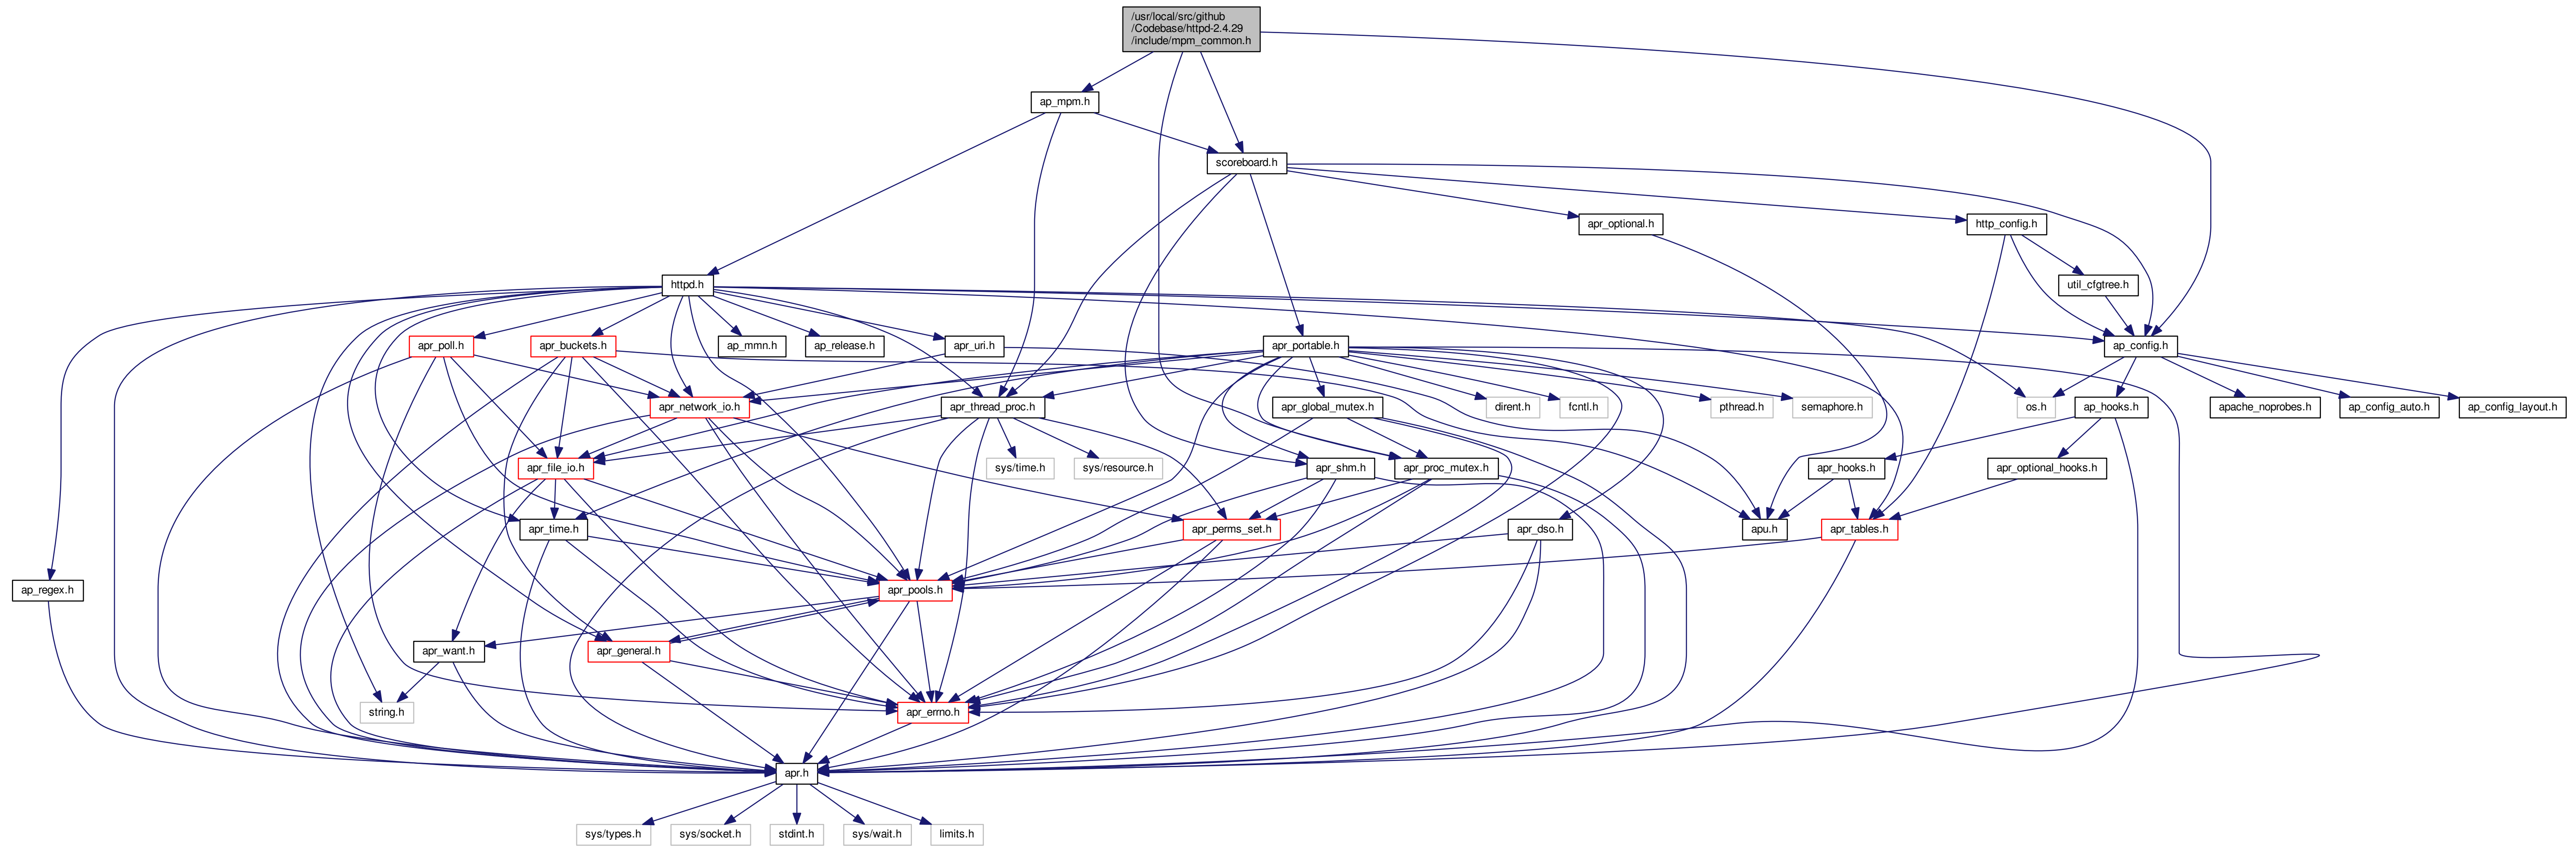 /usr/local/src/github
/Codebase/httpd-2.4.29
/include/mpm_common.h
ap_mpm.h
scoreboard.h
apr_optional.h
http_config.h
httpd.h
util_cfgtree.h
apr_poll.h
apr_buckets.h
ap_mmn.h
ap_release.h
apr_uri.h
apr_portable.h
ap_config.h
apr_network_io.h
apr_thread_proc.h
apr_global_mutex.h
dirent.h
fcntl.h
pthread.h
semaphore.h
os.h
ap_hooks.h
apache_noprobes.h
ap_config_auto.h
ap_config_layout.h
apr_file_io.h
sys/time.h
sys/resource.h
apr_shm.h
apr_proc_mutex.h
apr_hooks.h
apr_optional_hooks.h
apr_time.h
apr_perms_set.h
apr_dso.h
apu.h
apr_tables.h
ap_regex.h
apr_pools.h
apr_want.h
apr_general.h
string.h
apr_errno.h
apr.h
sys/types.h
sys/socket.h
stdint.h
sys/wait.h
limits.h